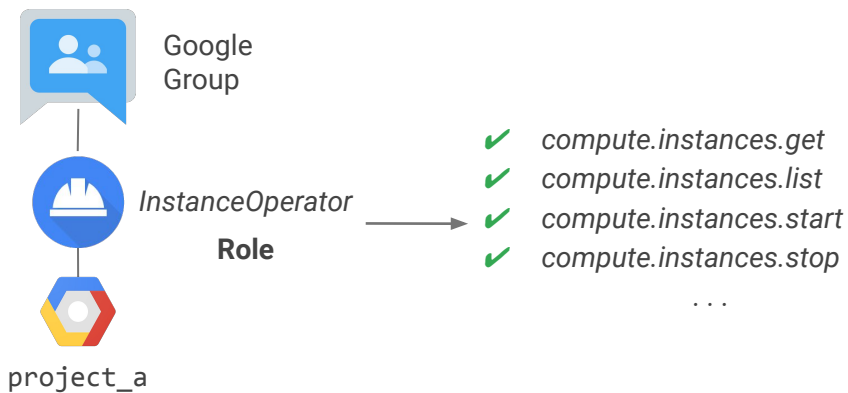 Google
Group
InstanceOperator
Role
✔ compute.instances.get
✔ compute.instances.list
✔ compute.instances.start
✔ compute.instances.stop
. . .
project_a